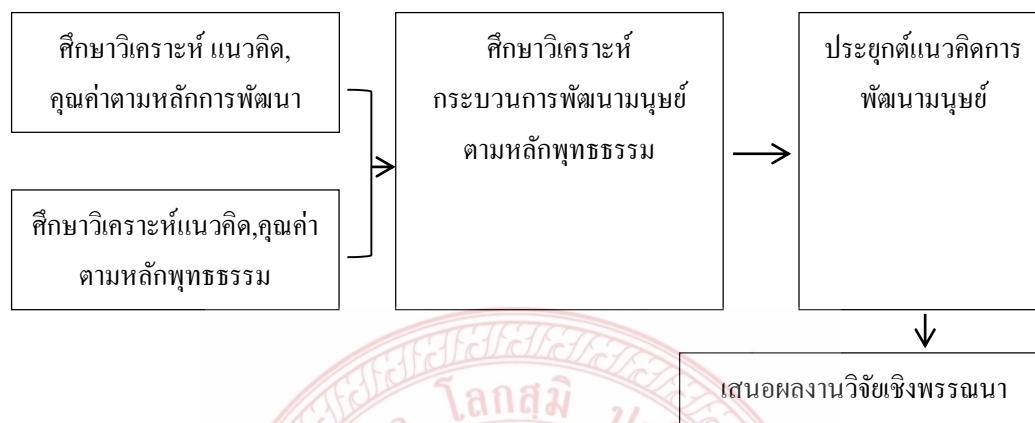 ศึกษาวิเคราะห์ แนวคิด,
คุณค่าตามหลักการพัฒนา
ศึกษาวิเคราะห์แนวคิด,คุณค่า
ตามหลักพุทธธรรม
ศึกษาวิเคราะห์
กระบวนการพัฒนามนุษย์
ตามหลักพุทธธรรม
ประยุกต์แนวคิดการ
พัฒนามนุษย์
เสนอผลงานวิจัยเชิงพรรณนา
โลกสฺมิ